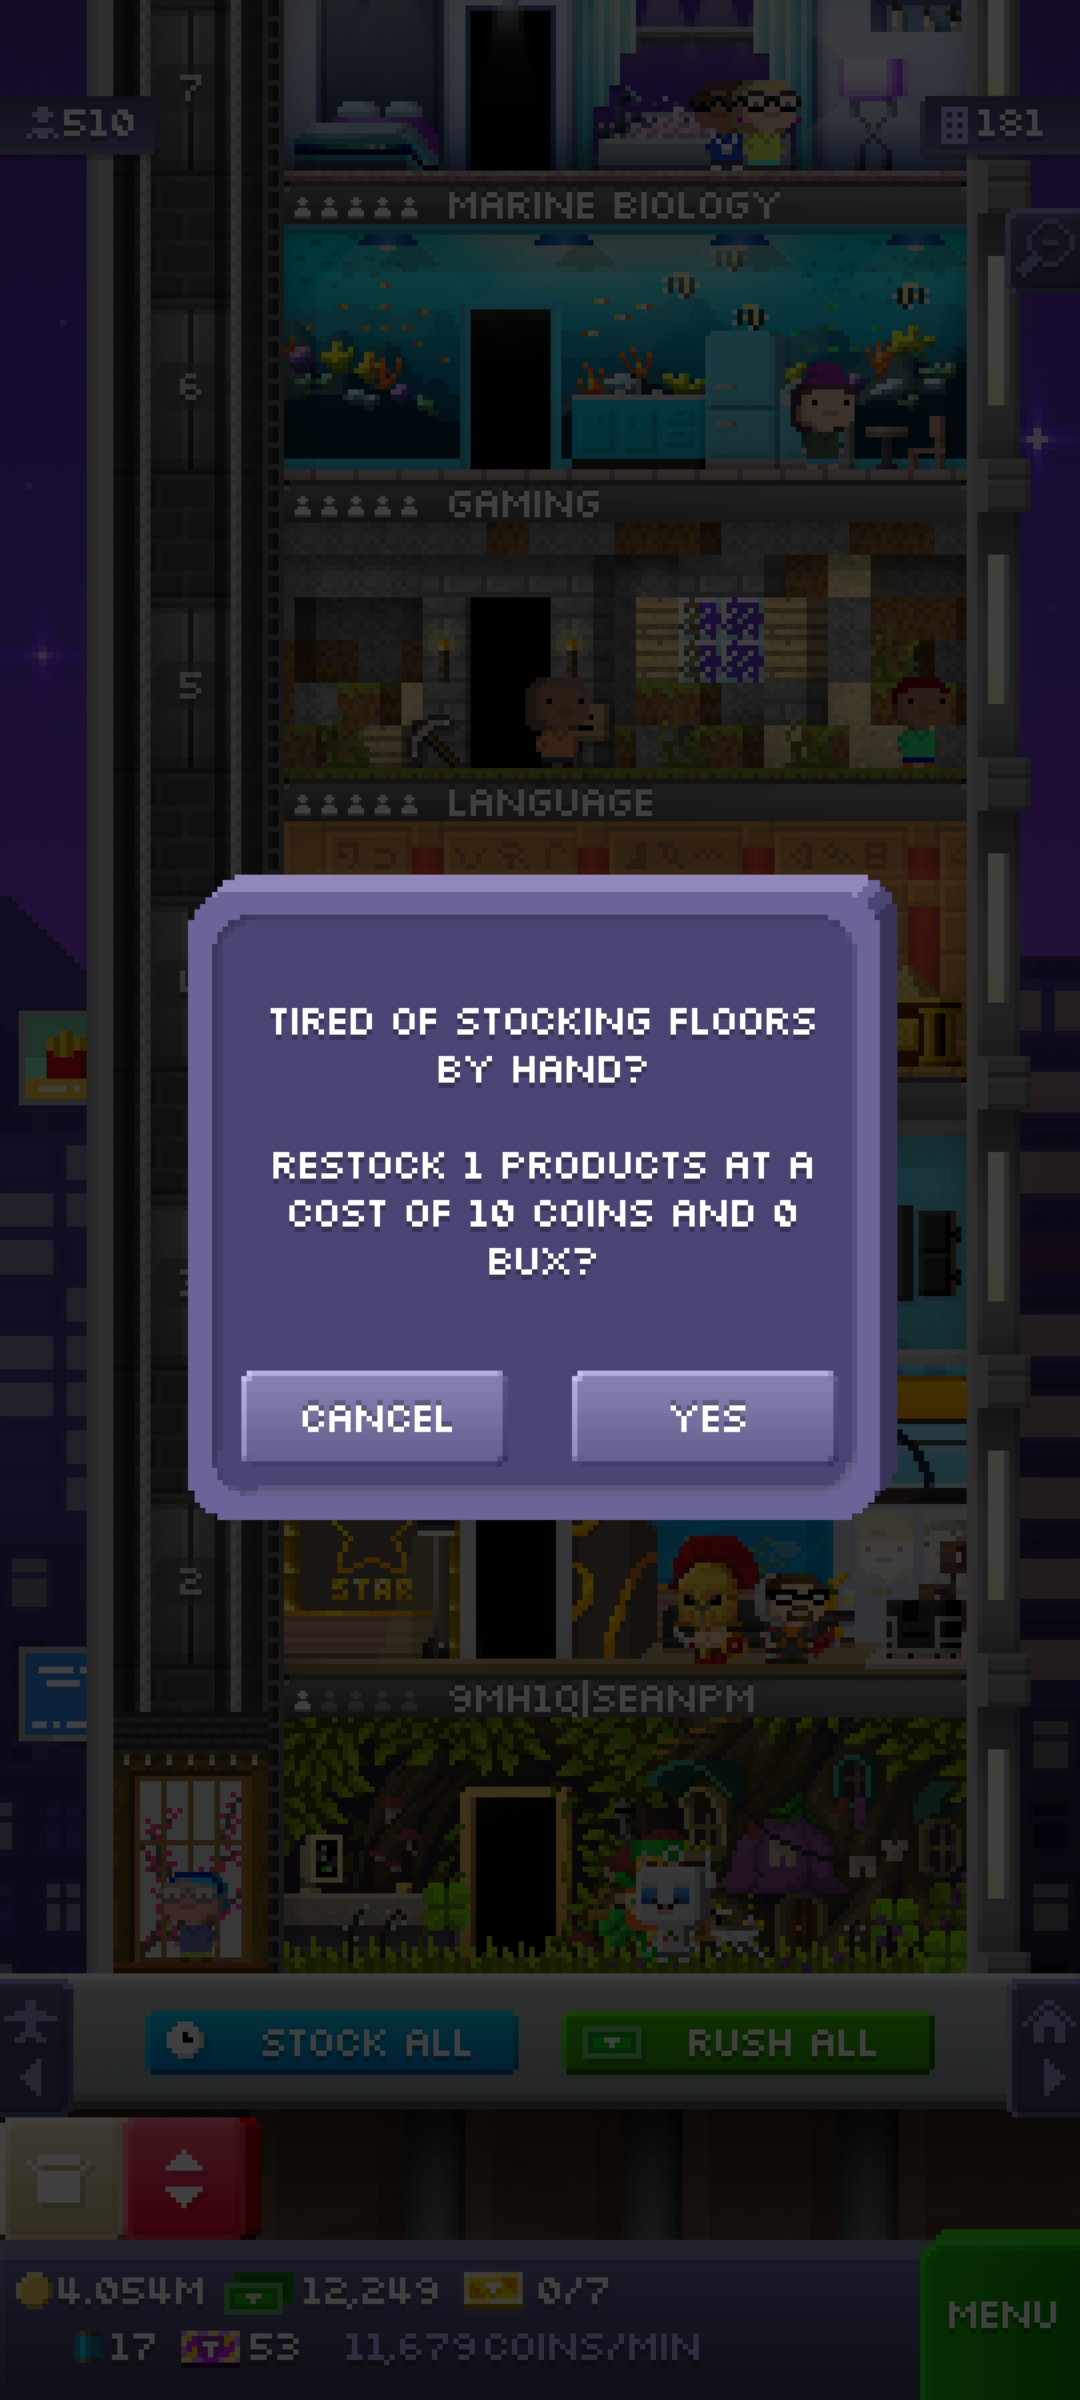 7
510
181
MARINE BIOLOGY
6
GAMING
5
LANGUAGE
TIRED OF STOCKING FLOORS
BY HAND?
RESTOCK 1 PRODUCTS AT A
COST OF 10 COINS AND 0
BUX?
CANCEL
YES
2
STAR
9MH1Q|SEANPM
STOCK ALL
RUSH ALL
4.054M
12,249
0/7
17
53
11,679 COINS/MIN
MENU